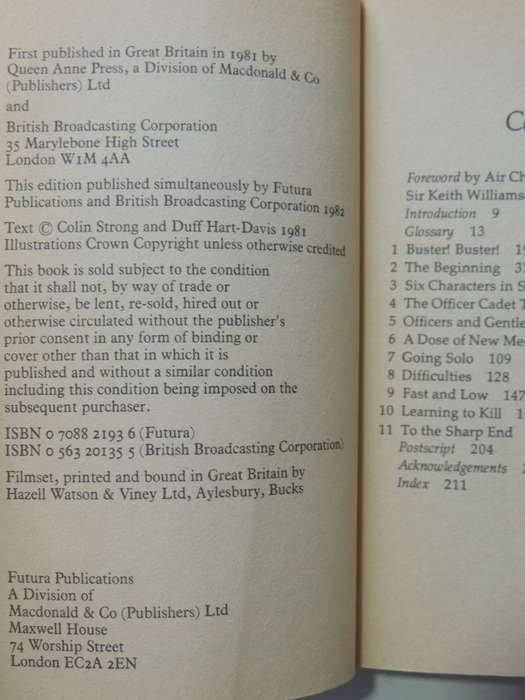 First published in Great Britain in 1981 by
Queen Anne Press, a Division of Macdonald & Co
(Publishers) Ltd
and
British Broadcasting Corporation
35 Marylebone High Street
London W1M 4AA
This edition published simultaneously by Futura
Publications and British Broadcasting Corporation 1982
Text © Colin Strong and Duff Hart-Davis 1981
Illustrations Crown Copyright unless otherwise credited
This book is sold subject to the condition
that it shall not, by way of trade or
otherwise, be lent, re-sold, hired out or
otherwise circulated without the publisher's
prior consent in any form of binding or
cover other than that in which it is
published and without a similar condition
including this condition being imposed on the
subsequent purchaser.
ISBN 0 7088 2193 6 (Futura)
ISBN 0 563 20135 5 (British Broadcasting Corporation)
Filmset, printed and bound in Great Britain by
Hazell Watson & Viney Ltd, Aylesbury, Bucks
Futura Publications
A Division of
Macdonald & Co (Publishers) Ltd
Maxwell House
74 Worship Street
London EC2A 2EN
Foreword by Air
Sir Keith
Introduction 9
Glossary 13
1 Buster! Buster!
2 The Beginning
3 Six Characters in
4 The Officer Cadet
5 Officers and
6 A Dose of New
7 Going Solo 109
8 Difficulties 128
9 Fast and Low 147
10 Learning to Kill
11 To the Sharp End
Postscript 204
Acknowledgements
Index 211